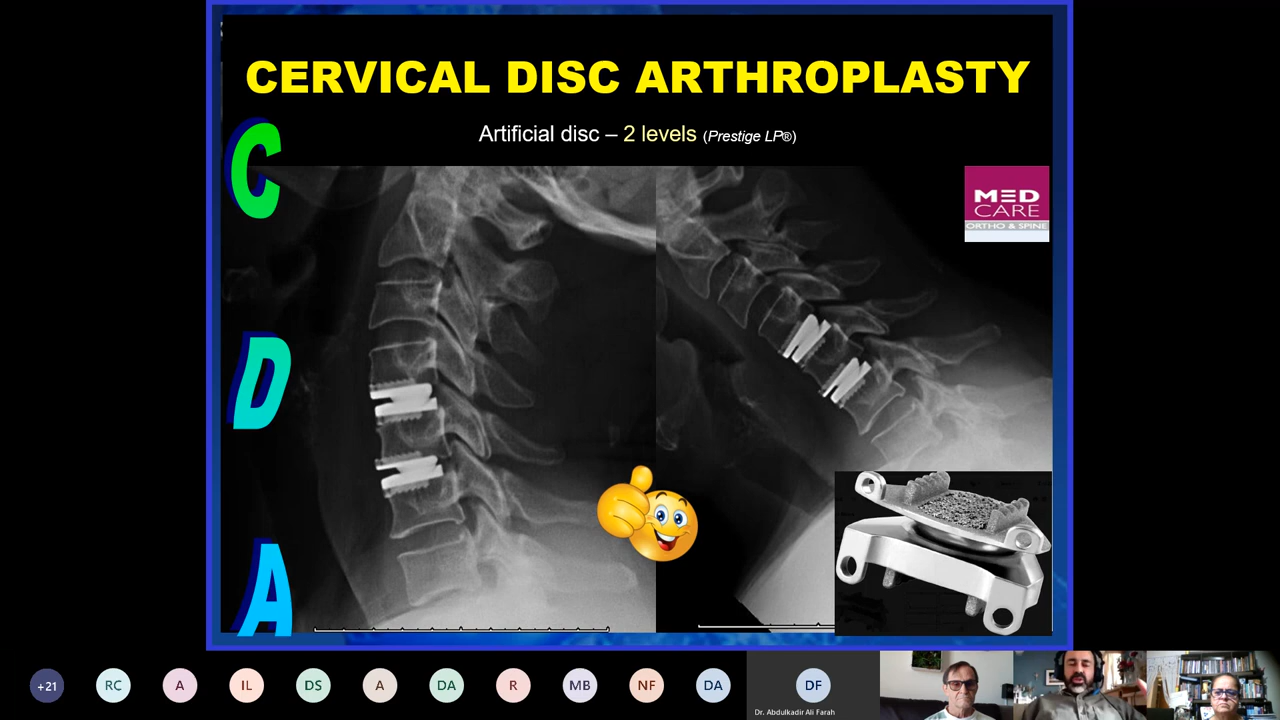 CERVICAL DISC ARTHROPLASTY
Artificial disc – 2 levels (Prestige LP®)
C
D
A
MED
CARE
ORTHO & SPINE
+21
RC
A
IL
DS
A
DA
R
MB
NF
DA
DF
Dr. Abdulkadir Ali Farah